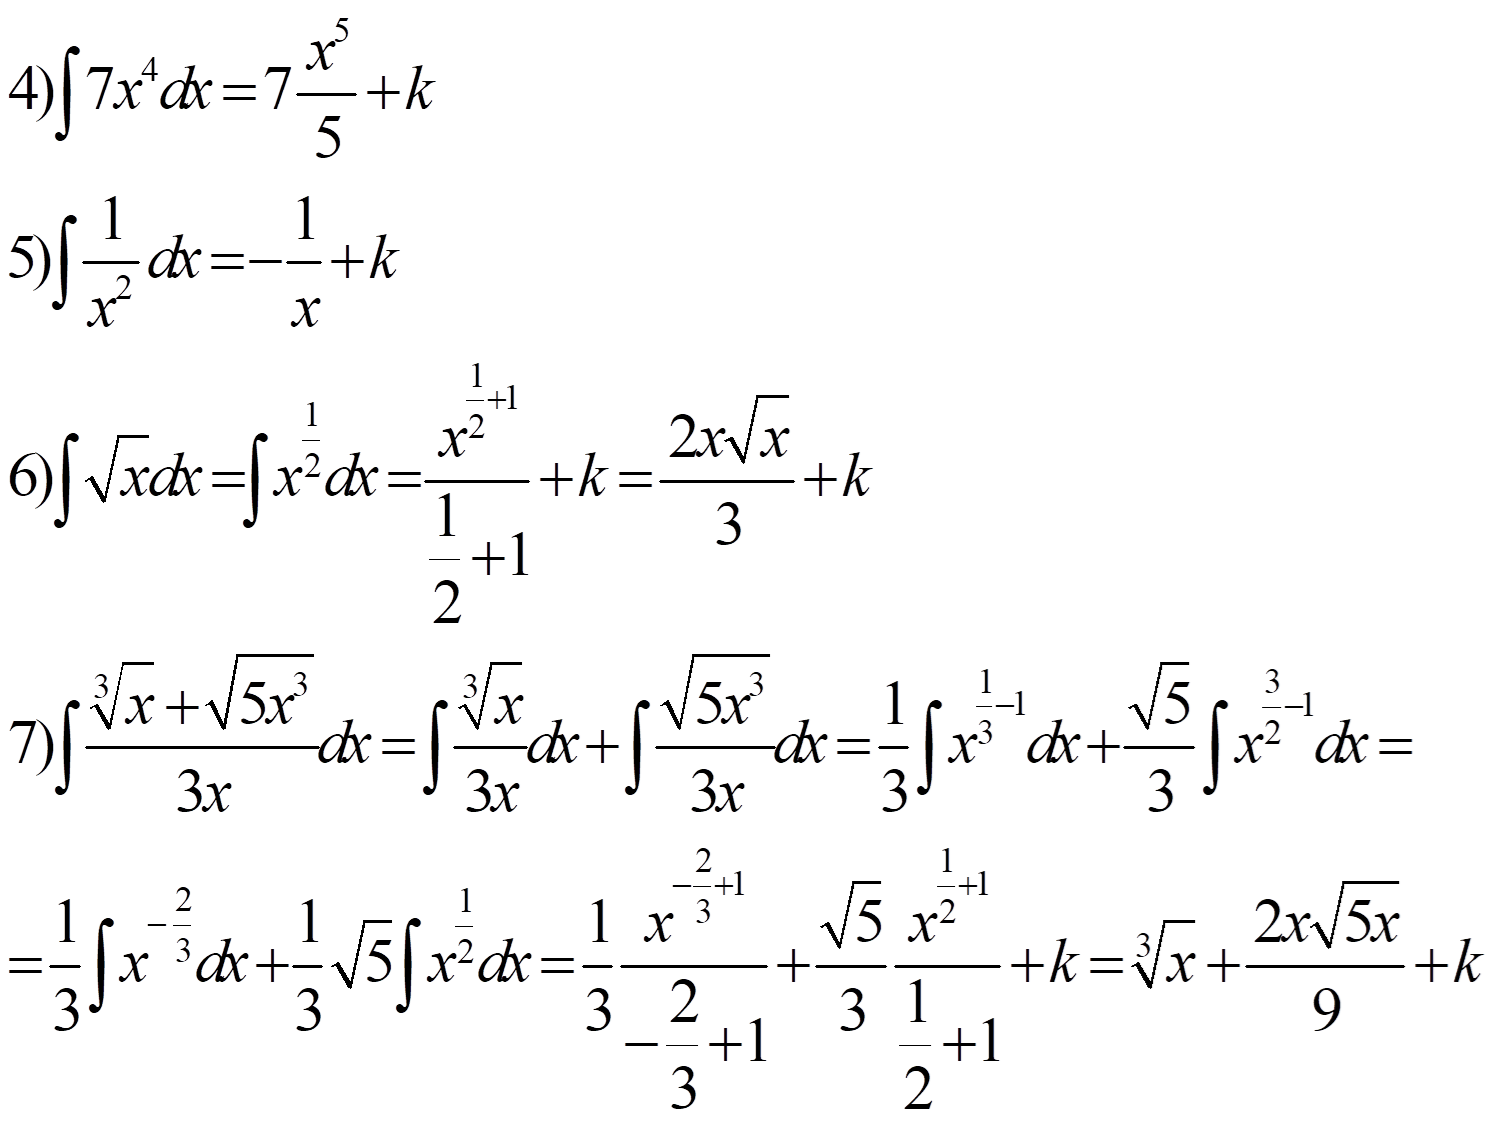 4) ∫ 7x⁴ dx = 7 x⁵/5 + k
5) ∫ 1/x² dx = − 1/x + k
6) ∫ √x dx = ∫ x^(1/2) dx = x^(1/2+1)/(1/2+1) + k = 2x√x/3 + k
7) ∫ (∛x + √(5x³))/(3x) dx = ∫ ∛x/(3x) dx + ∫ √(5x³)/(3x) dx = 1/3 ∫ x^(1/3−1) dx + √5/3 ∫ x^(3/2−1) dx =
= 1/3 ∫ x^(−2/3) dx + 1/3 √5 ∫ x^(1/2) dx = 1/3 x^(−2/3+1)/(−2/3+1) + √5/3 x^(1/2+1)/(1/2+1) + k = ∛x + 2x√(5x)/9 + k